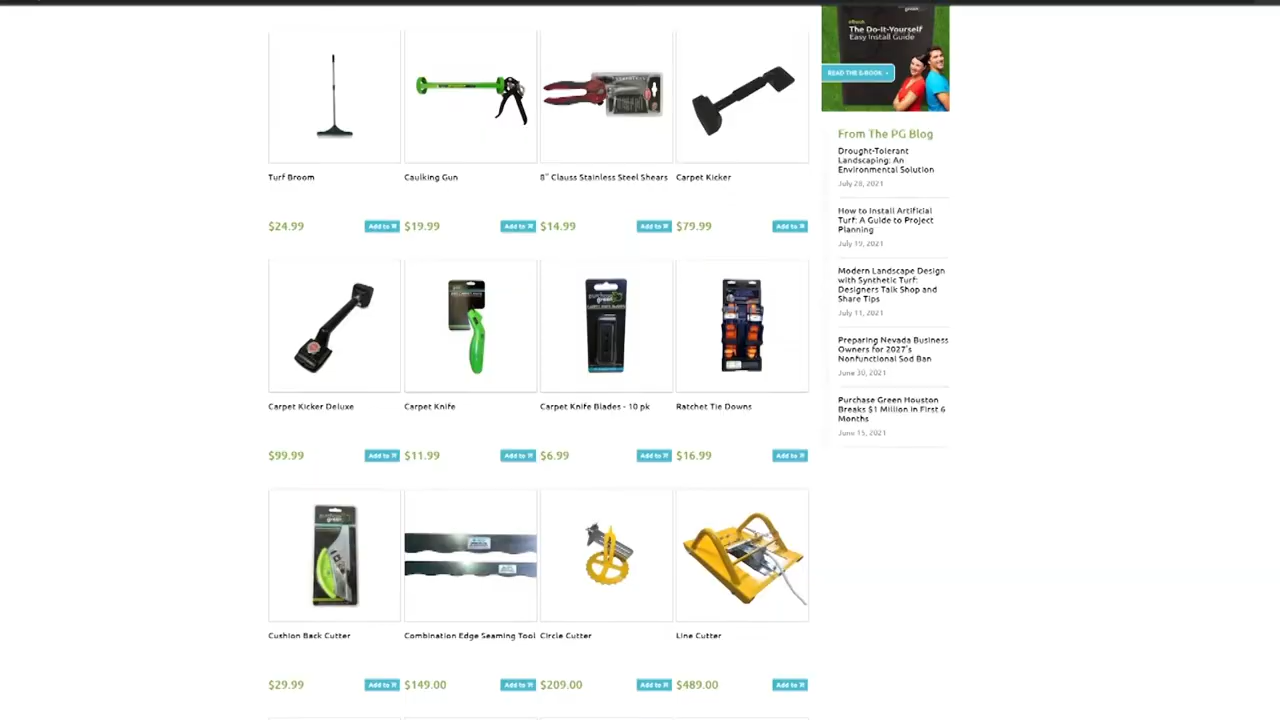 eBook
The Do-It-Yourself
Easy Install Guide
READ THE E-BOOK
Turf Broom
Caulking Gun
8" Clauss Stainless Steel Shears
Carpet Kicker
$24.99
Add to
$19.99
Add to
$14.99
Add to
$79.99
Add to
From The PG Blog
Drought-Tolerant
Landscaping: An
Environmental Solution
July 28, 2021
How to Install Artificial
Turf: A Guide to Project
Planning
July 19, 2021
Modern Landscape Design
with Synthetic Turf:
Designers Talk Shop and
Share Tips
July 11, 2021
Preparing Nevada Business
Owners for 2027's
Nonfunctional Sod Ban
June 30, 2021
Purchase Green Houston
Breaks $1 Million in First 6
Months
June 15, 2021
purchase
green
Carpet Kicker Deluxe
Carpet Knife
Carpet Knife Blades - 10 pk
Ratchet Tie Downs
$99.99
Add to
$11.99
Add to
$6.99
Add to
$16.99
Add to
purchase
green
Cushion Back Cutter
Combination Edge Seaming Tool
Circle Cutter
Line Cutter
$29.99
Add to
$149.00
Add to
$209.00
Add to
$489.00
Add to